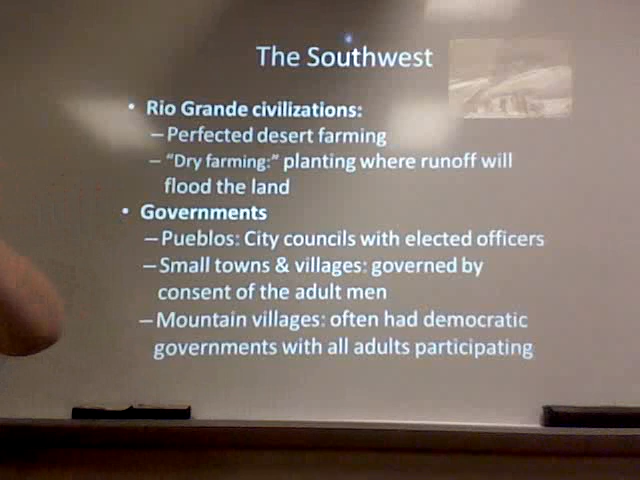 The Southwest
• Rio Grande civilizations:
– Perfected desert farming
– "Dry farming:" planting where runoff will
flood the land
• Governments
– Pueblos: City councils with elected officers
– Small towns & villages: governed by
consent of the adult men
– Mountain villages: often had democratic
governments with all adults participating